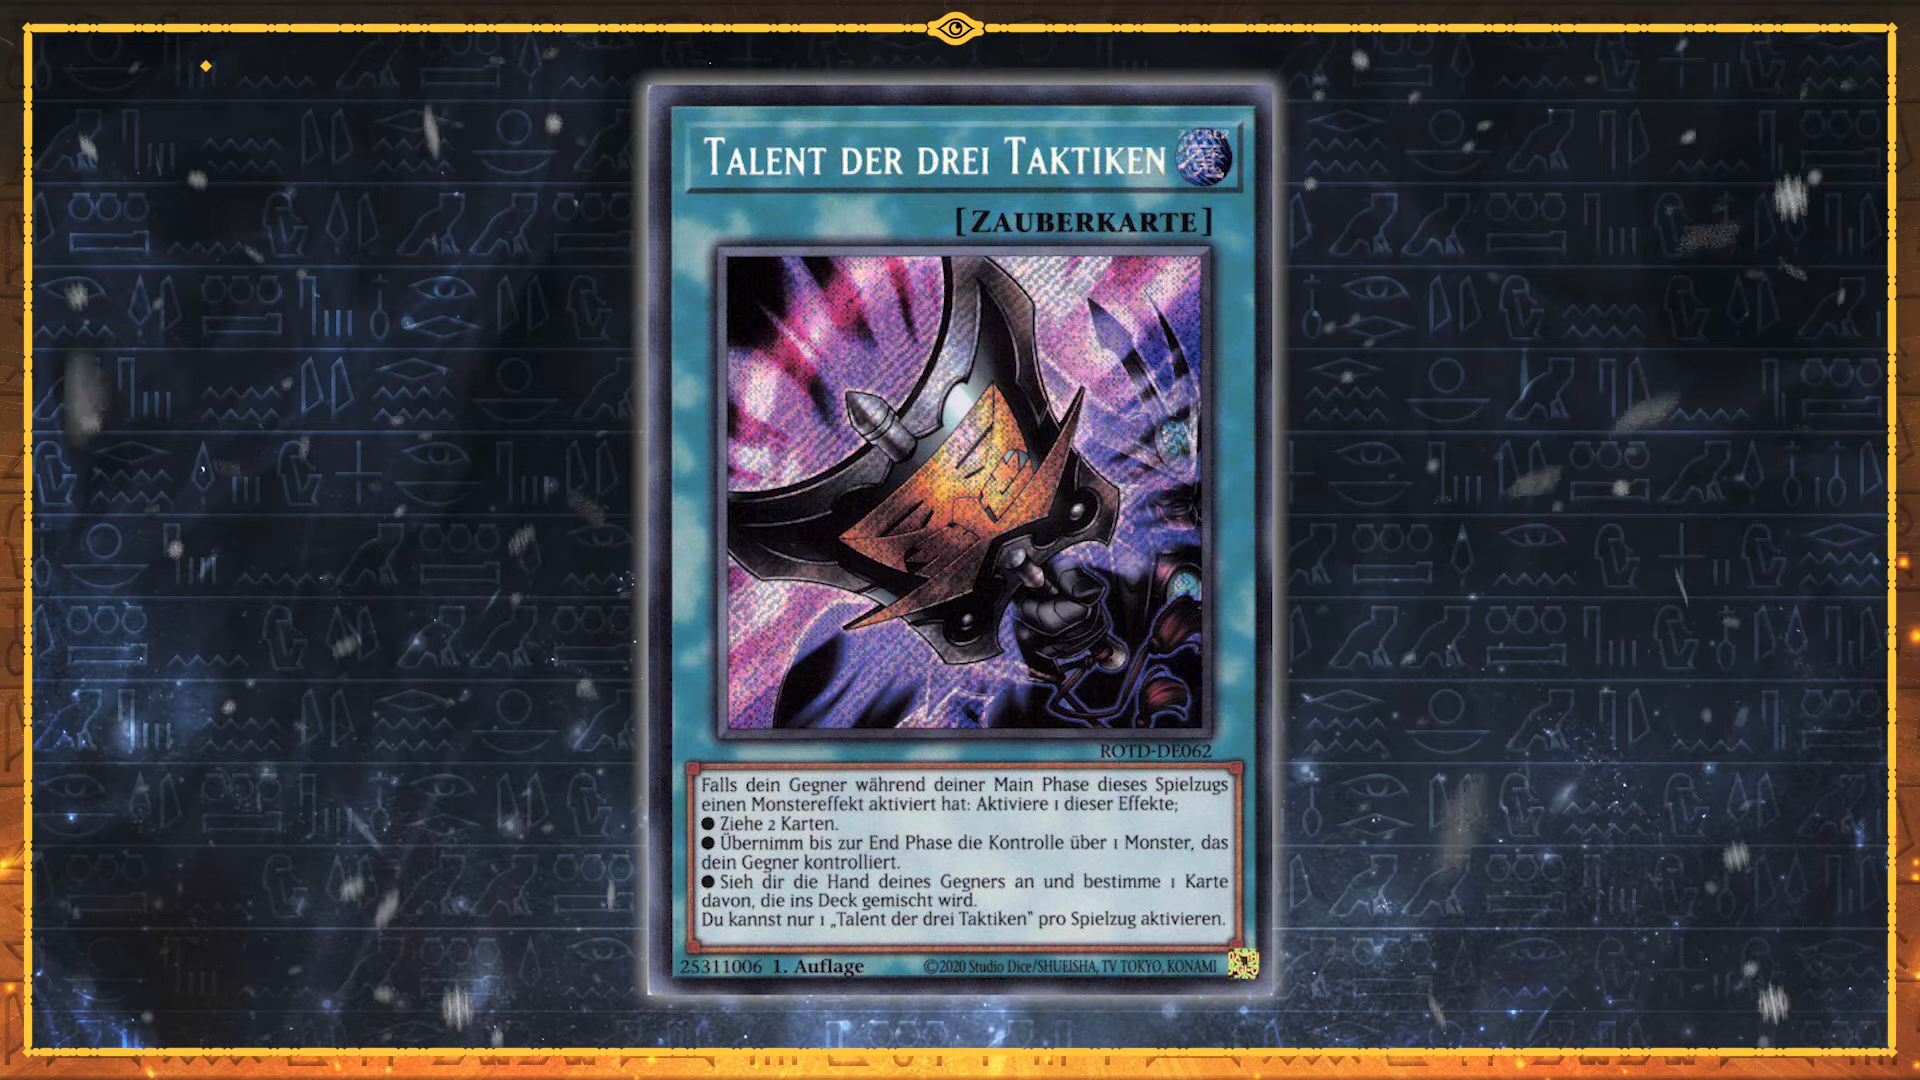 TALENT DER DREI TAKTIKEN
ZAUBER
[ZAUBERKARTE]
ROTD-DE062
Falls dein Gegner während deiner Main Phase dieses Spielzugs
einen Monstereffekt aktiviert hat: Aktiviere 1 dieser Effekte;
● Ziehe 2 Karten.
● Übernimm bis zur End Phase die Kontrolle über 1 Monster, das
dein Gegner kontrolliert.
● Sieh dir die Hand deines Gegners an und bestimme 1 Karte
davon, die ins Deck gemischt wird.
Du kannst nur 1 „Talent der drei Taktiken" pro Spielzug aktivieren.
25311006 1. Auflage ©2020 Studio Dice/SHUEISHA, TV TOKYO, KONAMI